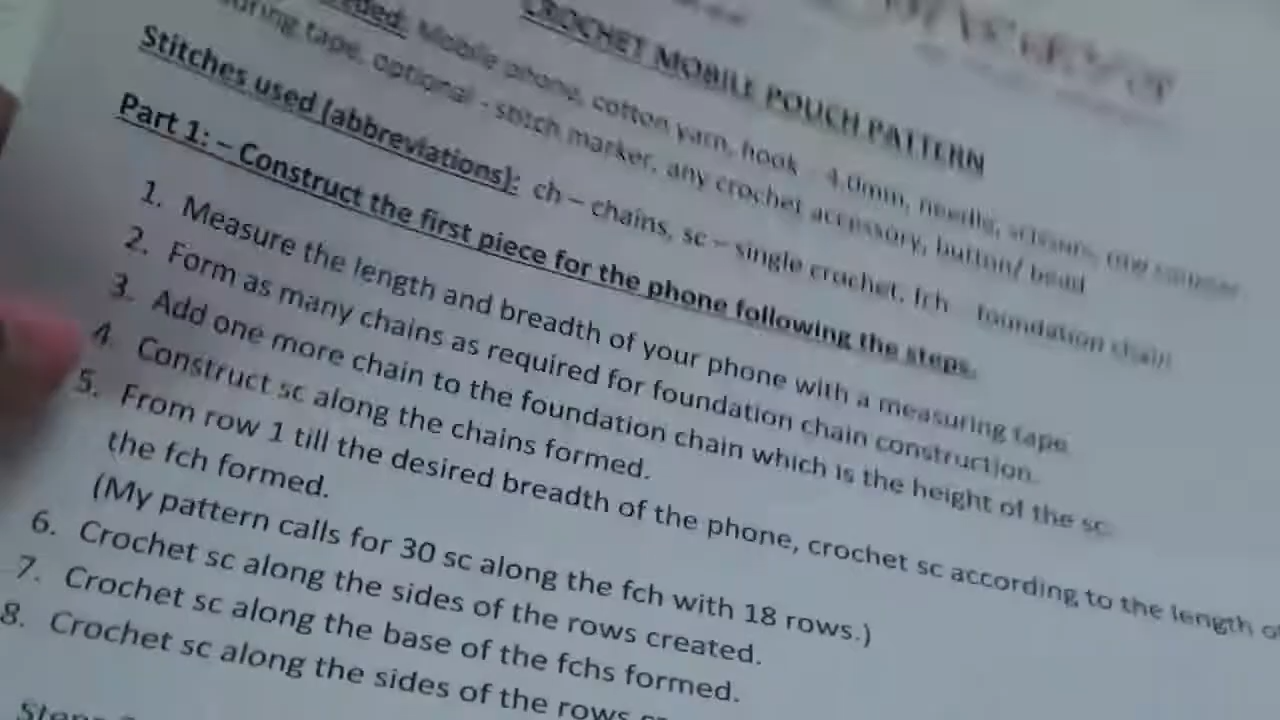 CROCHET MOBILE POUCH PATTERN
Mobile phone, cotton yarn, hook - 4.0mm, needle, scissors,
tape, optional - stitch marker, any crochet accessory, button/ bead
Stitches used (abbreviations): ch – chains, sc – single crochet, fch - foundation chain
Part 1: – Construct the first piece for the phone following the steps.
1. Measure the length and breadth of your phone with a measuring tape.
2. Form as many chains as required for foundation chain construction.
3. Add one more chain to the foundation chain which is the height of the sc.
4. Construct sc along the chains formed.
5. From row 1 till the desired breadth of the phone, crochet sc according to the length of
the fch formed.
(My pattern calls for 30 sc along the fch with 18 rows.)
6. Crochet sc along the sides of the rows created.
7. Crochet sc along the base of the fchs formed.
8. Crochet sc along the sides of the rows